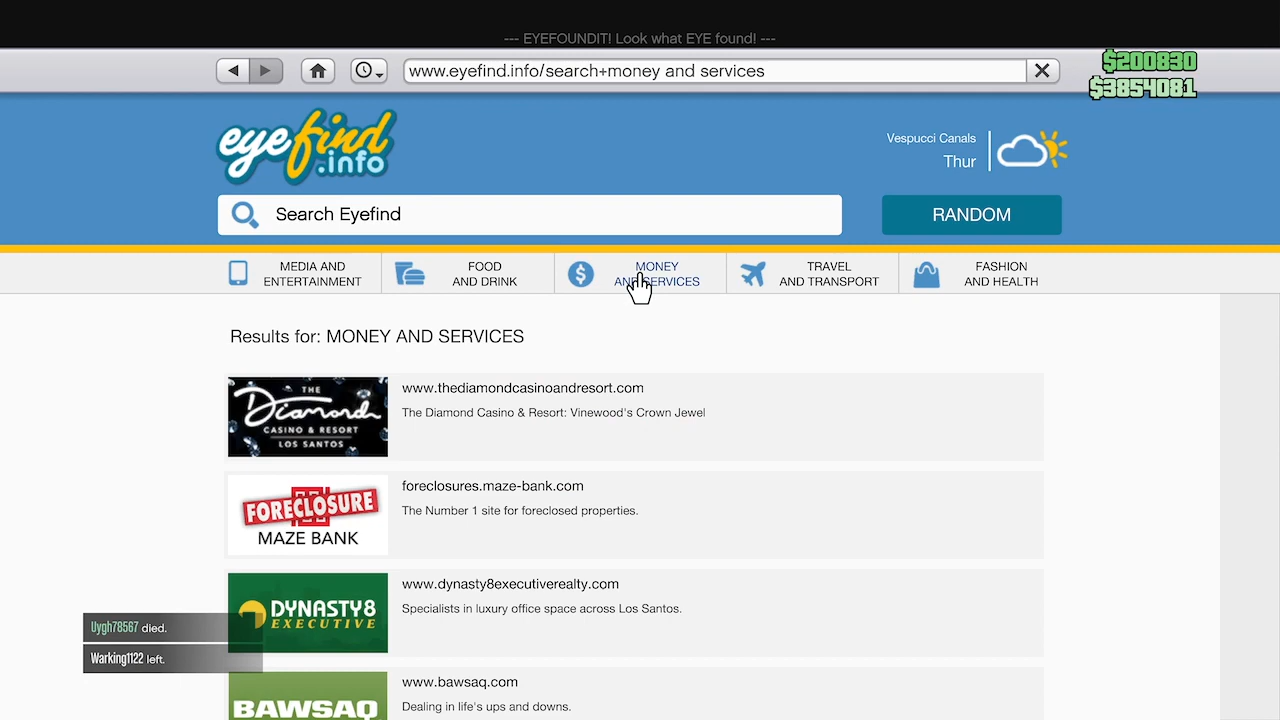 --- EYEFOUNDIT! Look what EYE found! ---
www.eyefind.info/search+money and services
$200830
$3854081
eyefind
.info
Vespucci Canals
Thur
Search Eyefind
RANDOM
MEDIA AND
ENTERTAINMENT
FOOD
AND DRINK
MONEY
AND SERVICES
TRAVEL
AND TRANSPORT
FASHION
AND HEALTH
Results for: MONEY AND SERVICES
THE
Diamond
CASINO & RESORT
LOS SANTOS
www.thediamondcasinoandresort.com
The Diamond Casino & Resort: Vinewood's Crown Jewel
FORECLOSURE
MAZE BANK
foreclosures.maze-bank.com
The Number 1 site for foreclosed properties.
DYNASTY8
EXECUTIVE
www.dynasty8executiverealty.com
Specialists in luxury office space across Los Santos.
Uygh78567 died.
Warking1122 left.
BAWSAQ
www.bawsaq.com
Dealing in life's ups and downs.